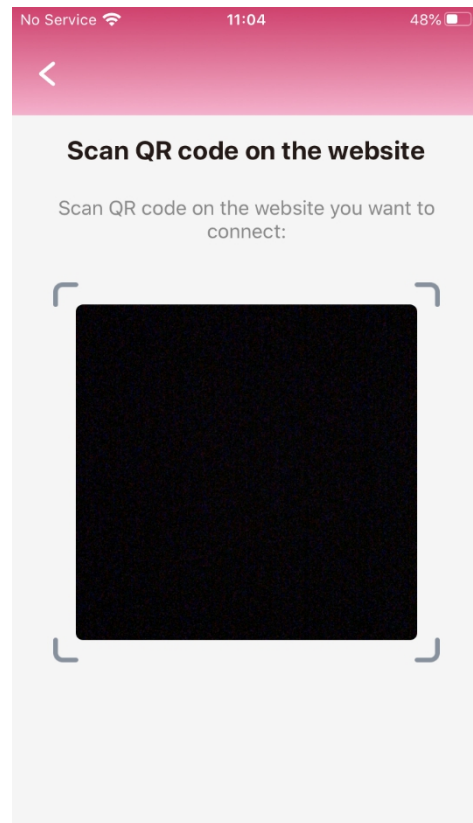 No Service 11:04 48%
Scan QR code on the website
Scan QR code on the website you want to
connect: